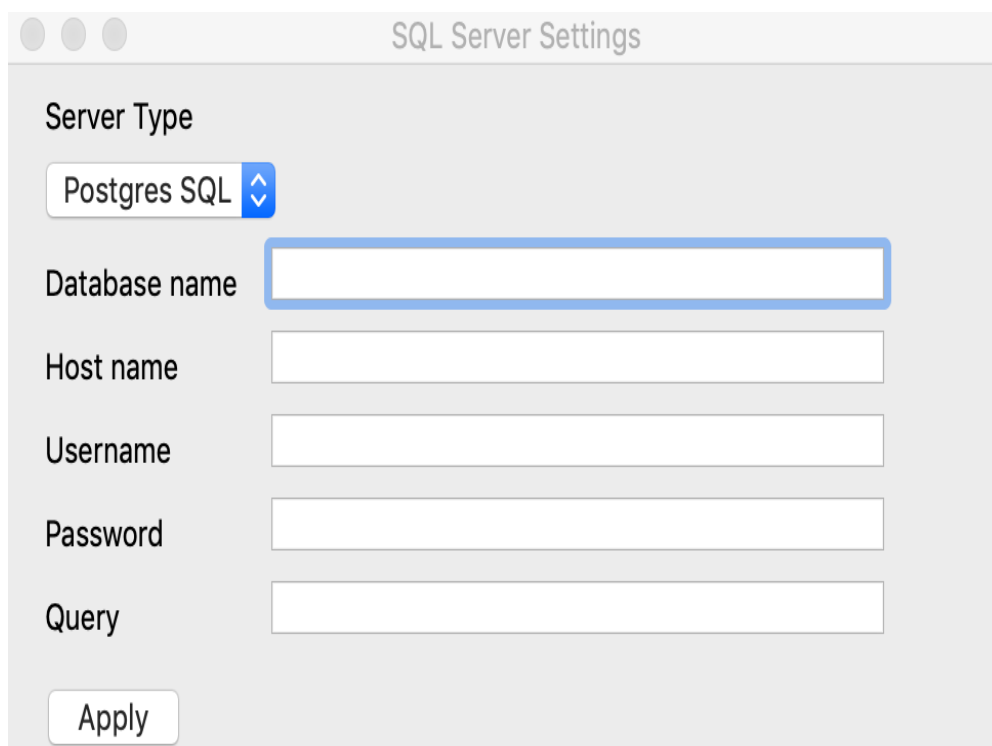 SQL Server Settings
Server Type
Postgres SQL
Database name
Host name
Username
Password
Query
Apply